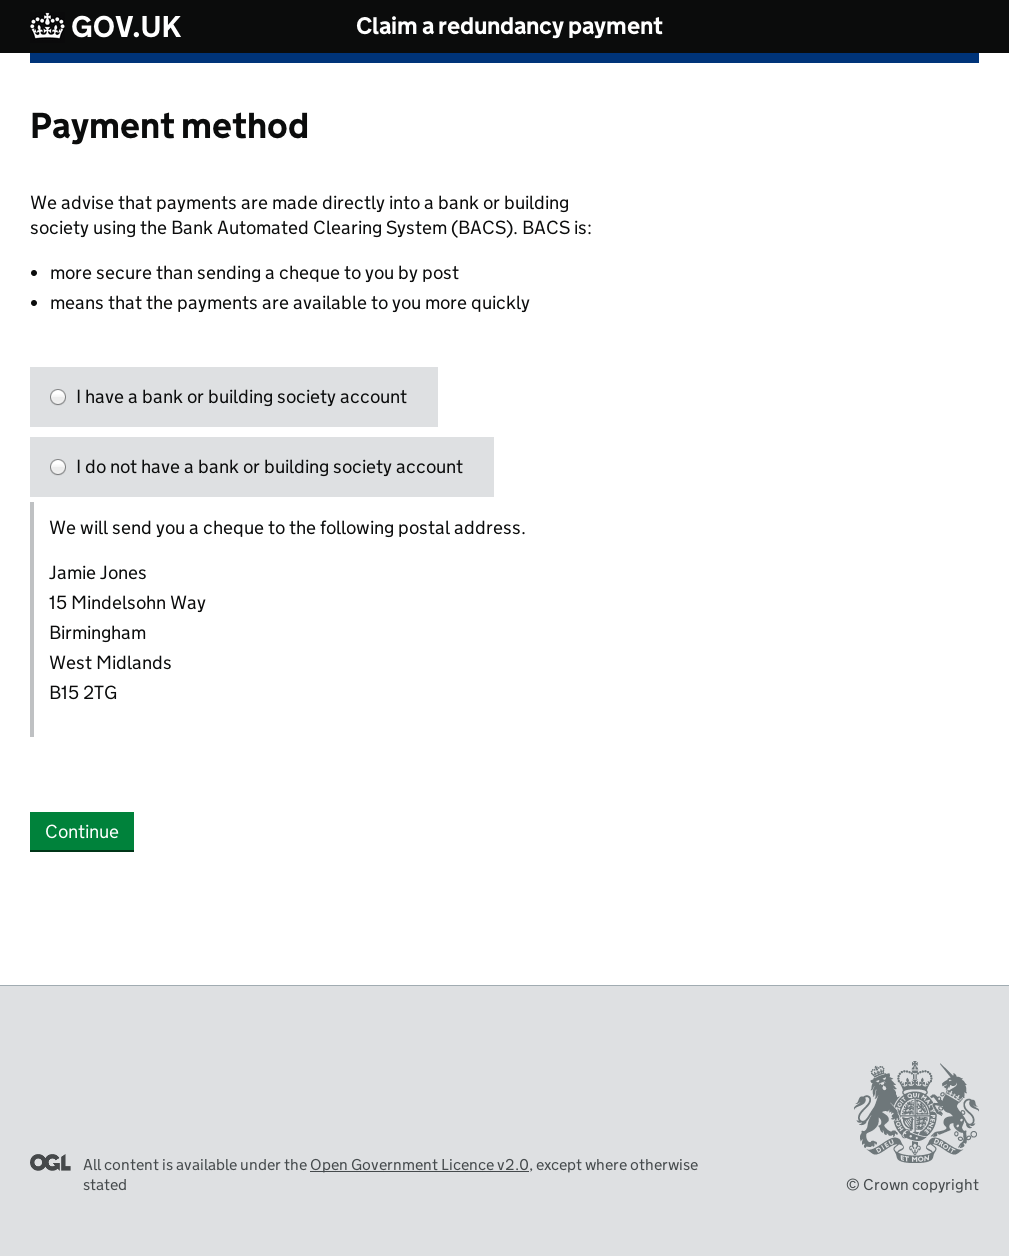 GOV.UK
Claim a redundancy payment
Payment method
We advise that payments are made directly into a bank or building
society using the Bank Automated Clearing System (BACS). BACS is:
• more secure than sending a cheque to you by post
• means that the payments are available to you more quickly
I have a bank or building society account
I do not have a bank or building society account
We will send you a cheque to the following postal address.
Jamie Jones
15 Mindelsohn Way
Birmingham
West Midlands
B15 2TG
Continue
DIEU ET MON DROIT
OGL
All content is available under the Open Government Licence v2.0, except where otherwise
stated
© Crown copyright